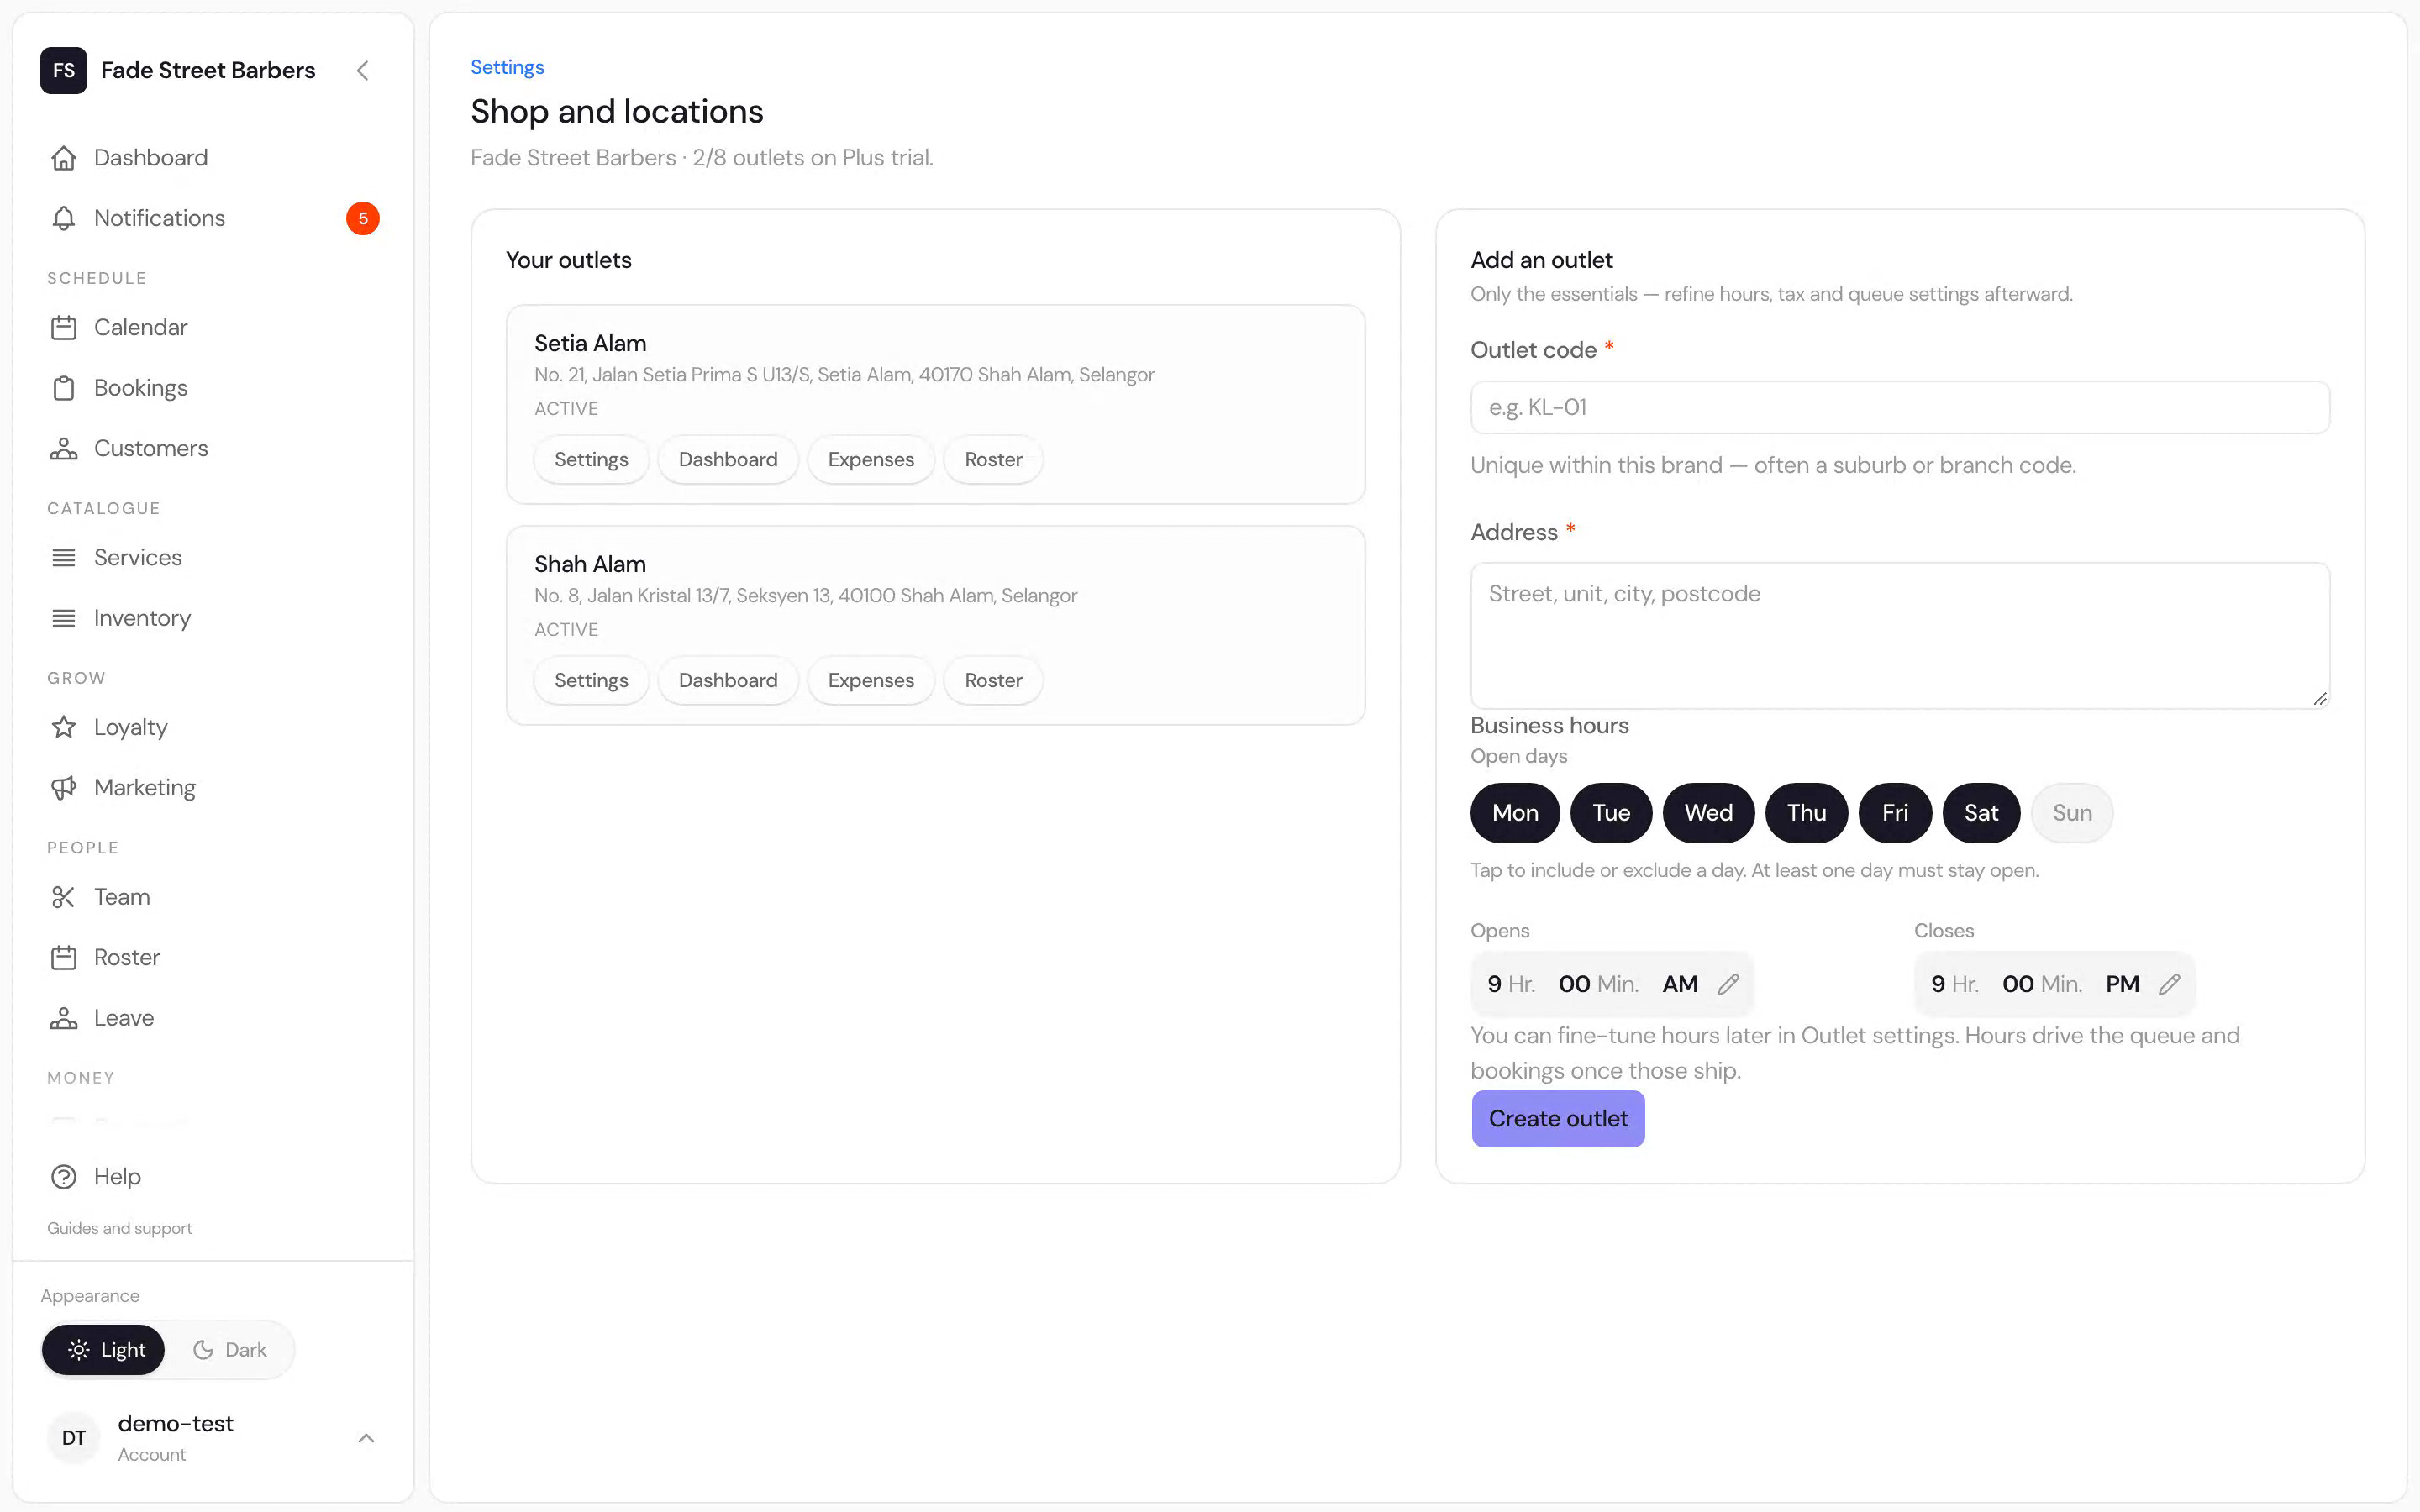 FS Fade Street Barbers
Dashboard
Notifications 5
SCHEDULE
Calendar
Bookings
Customers
CATALOGUE
Services
Inventory
GROW
Loyalty
Marketing
PEOPLE
Team
Roster
Leave
MONEY
Help
Guides and support
Appearance
Light Dark
DT demo-test
Account
Settings
Shop and locations
Fade Street Barbers · 2/8 outlets on Plus trial.
Your outlets
Setia Alam
No. 21, Jalan Setia Prima S U13/S, Setia Alam, 40170 Shah Alam, Selangor
ACTIVE
Settings Dashboard Expenses Roster
Shah Alam
No. 8, Jalan Kristal 13/7, Seksyen 13, 40100 Shah Alam, Selangor
ACTIVE
Settings Dashboard Expenses Roster
Add an outlet
Only the essentials — refine hours, tax and queue settings afterward.
Outlet code *
e.g. KL-01
Unique within this brand — often a suburb or branch code.
Address *
Street, unit, city, postcode
Business hours
Open days
Mon Tue Wed Thu Fri Sat Sun
Tap to include or exclude a day. At least one day must stay open.
Opens Closes
9 Hr. 00 Min. AM 9 Hr. 00 Min. PM
You can fine-tune hours later in Outlet settings. Hours drive the queue and
bookings once those ship.
Create outlet